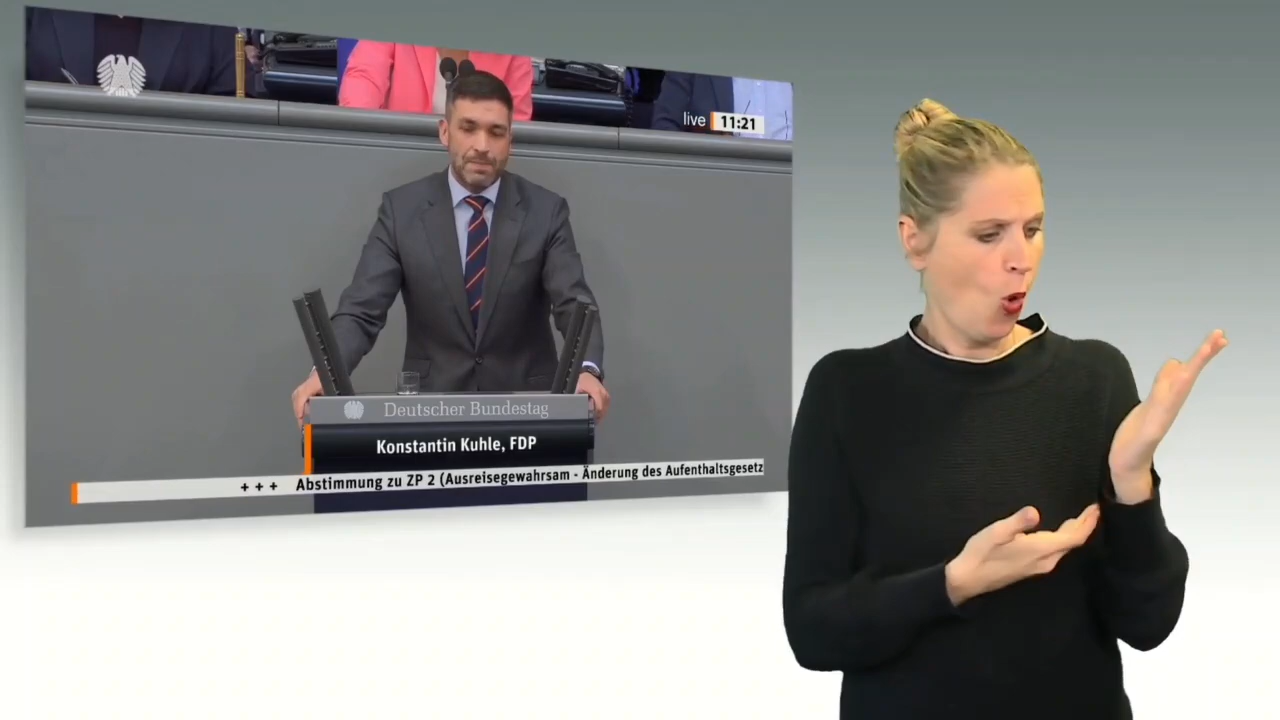 live 11:21
Deutscher Bundestag
Konstantin Kuhle, FDP
+ + + Abstimmung zu ZP 2 (Ausreisegewahrsam - Änderung des Aufenthaltsgesetz